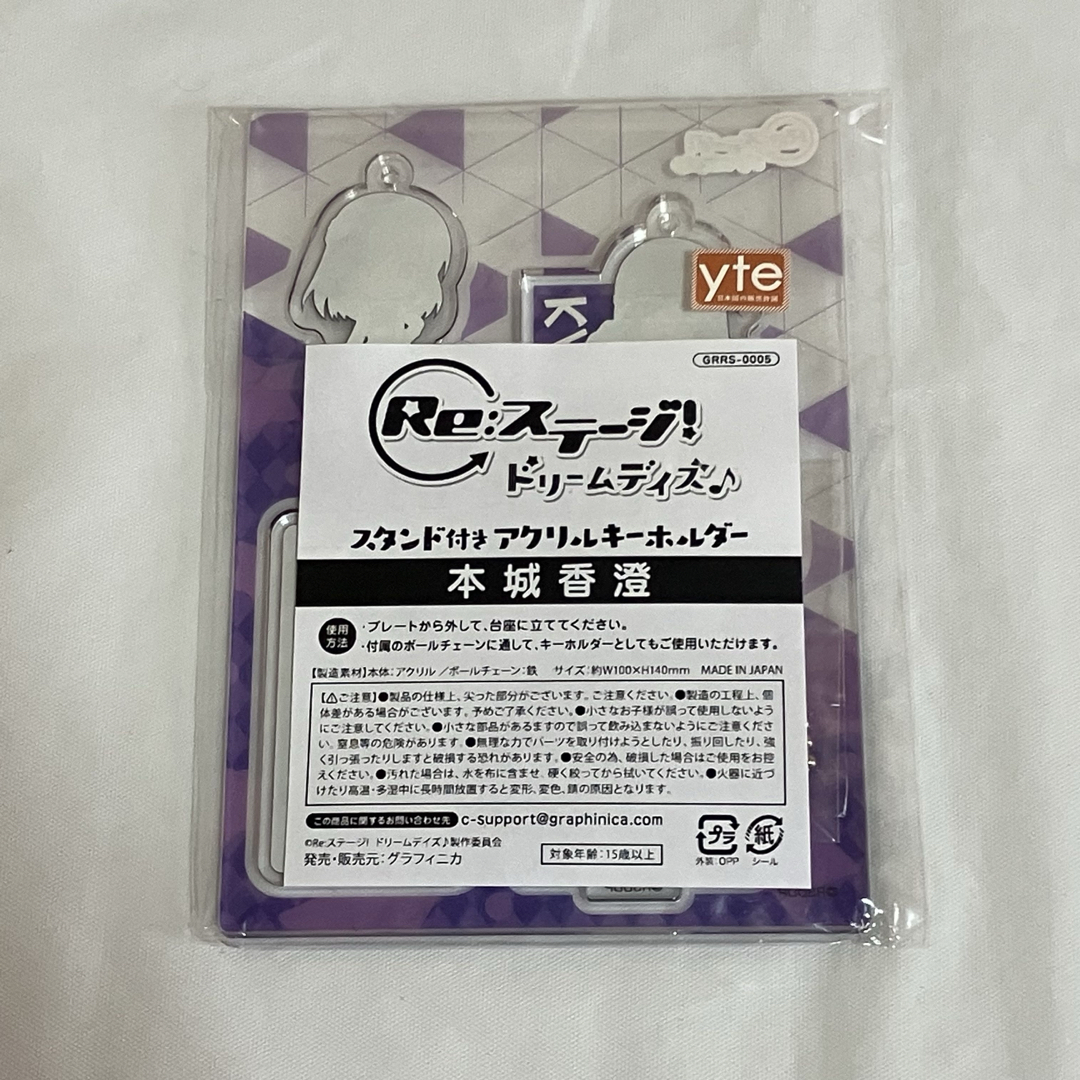 yte
日本国内販売許諾
GRRS-0005
Re:ステージ!
ドリームデイズ♪
スタンド付きアクリルキーホルダー
本城香澄
使用方法
・プレートから外して、台座に立ててください。
・付属のボールチェーンに通して、キーホルダーとしてもご使用いただけます。
【製造素材】本体:アクリル／ボールチェーン:鉄 サイズ:約W100×H140mm MADE IN JAPAN
【⚠ご注意】●製品の仕様上、尖った部分がございます。ご注意ください。●製造の工程上、個
体差がある場合がございます。予めご了承ください。●小さなお子様が誤って使用しないよう
にご注意してください。●小さな部品があるますので誤って飲み込まないようにご注意くださ
い。窒息等の危険があります。●無理な力でパーツを取り付けようとしたり、振り回したり、強
く引っ張ったりしますと破損する恐れがあります。●安全の為、破損した場合はご使用をお控
えください。●汚れた場合は、水を布に含ませ、硬く絞ってから拭いてください。●火器に近づ
けたり高温・多湿中に長時間放置すると変形、変色、錆の原因となります。
この商品に関するお問い合わせ先 c-support@graphinica.com
©Re:ステージ! ドリームデイズ♪製作委員会
発売・販売元:グラフィニカ
対象年齢:15歳以上
プラ
外装:OPP
紙
シール